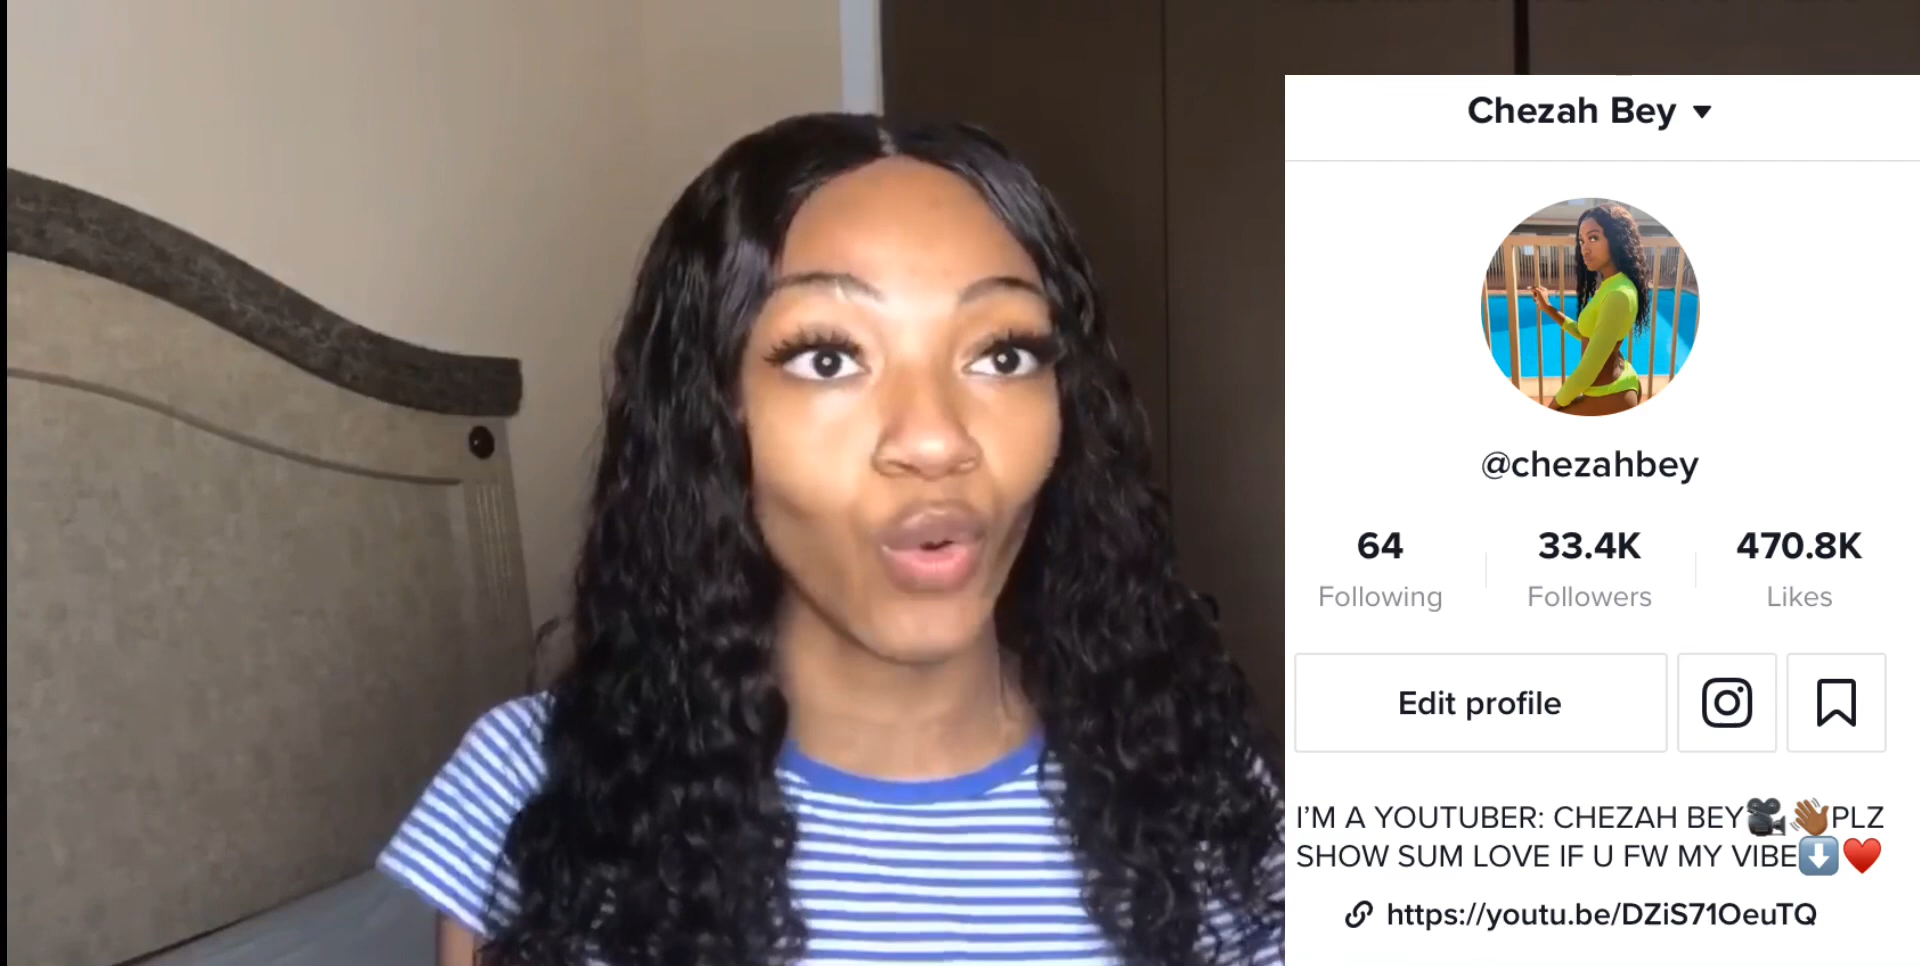 Chezah Bey
@chezahbey
64 33.4K 470.8K
Following Followers Likes
Edit profile
I'M A YOUTUBER: CHEZAH BEY🎥👋🏾PLZ
SHOW SUM LOVE IF U FW MY VIBE⬇️❤️
https://youtu.be/DZiS71OeuTQ